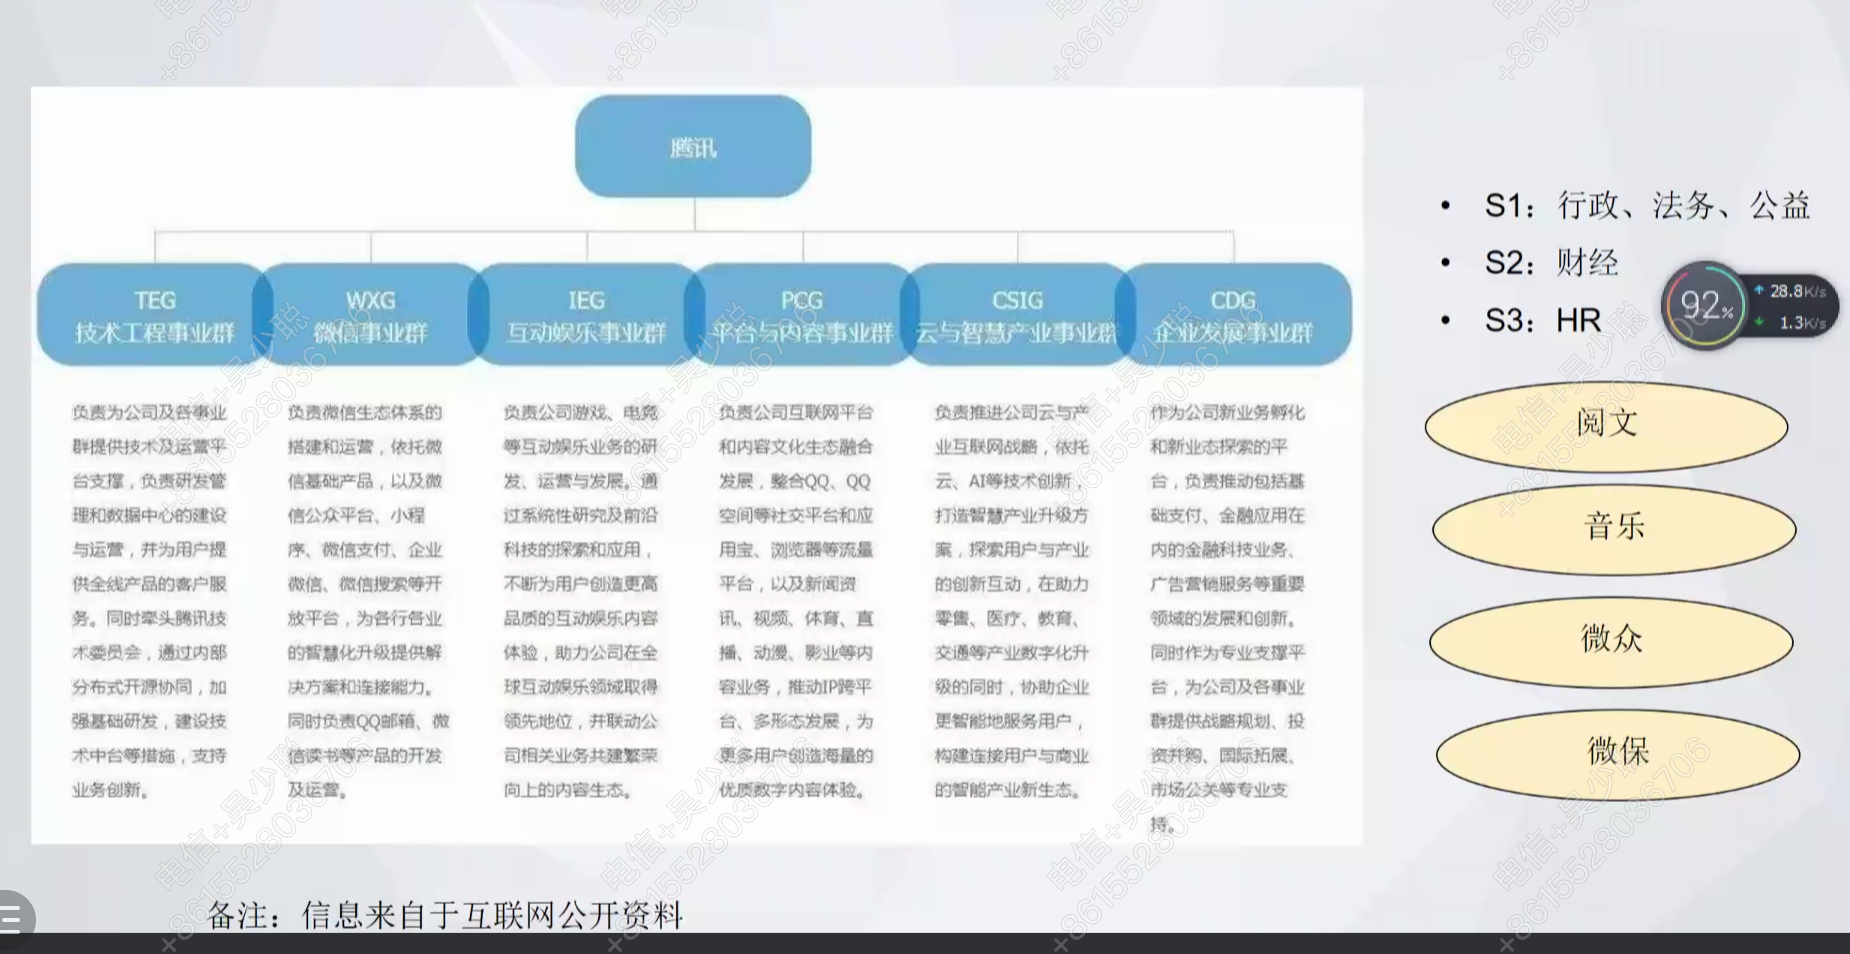 腾讯
TEG
技术工程事业群
WXG
微信事业群
IEG
互动娱乐事业群
PCG
平台与内容事业群
CSIG
云与智慧产业事业群
CDG
企业发展事业群
负责为公司及各事业
群提供技术及运营平
台支撑，负责研发管
理和数据中心的建设
与运营，并为用户提
供全线产品的客户服
务。同时牵头腾讯技
术委员会，通过内部
分布式开源协同，加
强基础研发，建设技
术中台等措施，支持
业务创新。
负责微信生态体系的
搭建和运营，依托微
信基础产品，以及微
信公众平台、小程
序、微信支付、企业
微信、微信搜索等开
放平台，为各行各业
的智慧化升级提供解
决方案和连接能力。
同时负责QQ邮箱、微
信读书等产品的开发
及运营。
负责公司游戏、电竞
等互动娱乐业务的研
发、运营与发展。通
过系统性研究及前沿
科技的探索和应用，
不断为用户创造更高
品质的互动娱乐内容
体验，助力公司在全
球互动娱乐领域取得
领先地位，并联动公
司相关业务共建繁荣
向上的内容生态。
负责公司互联网平台
和内容文化生态融合
发展，整合QQ、QQ
空间等社交平台和应
用宝、浏览器等流量
平台，以及新闻资
讯、视频、体育、直
播、动漫、影业等内
容业务，推动IP跨平
台、多形态发展，为
更多用户创造海量的
优质数字内容体验。
负责推进公司云与产
业互联网战略，依托
云、AI等技术创新，
打造智慧产业升级方
案，探索用户与产业
的创新互动，在助力
零售、医疗、教育、
交通等产业数字化升
级的同时，协助企业
更智能地服务用户，
构建连接用户与商业
的智能产业新生态。
作为公司新业务孵化
和新业态探索的平
台，负责推动包括基
础支付、金融应用在
内的金融科技业务、
广告营销服务等重要
领域的发展和创新。
同时作为专业支撑平
台，为公司及各事业
群提供战略规划、投
资并购、国际拓展、
市场公关等专业支
持。
• S1：行政、法务、公益
• S2：财经
• S3：HR
92%
28.8K/s
1.3K/s
阅文
音乐
微众
微保
备注：信息来自于互联网公开资料
电信+吴少聪
+8615528036706